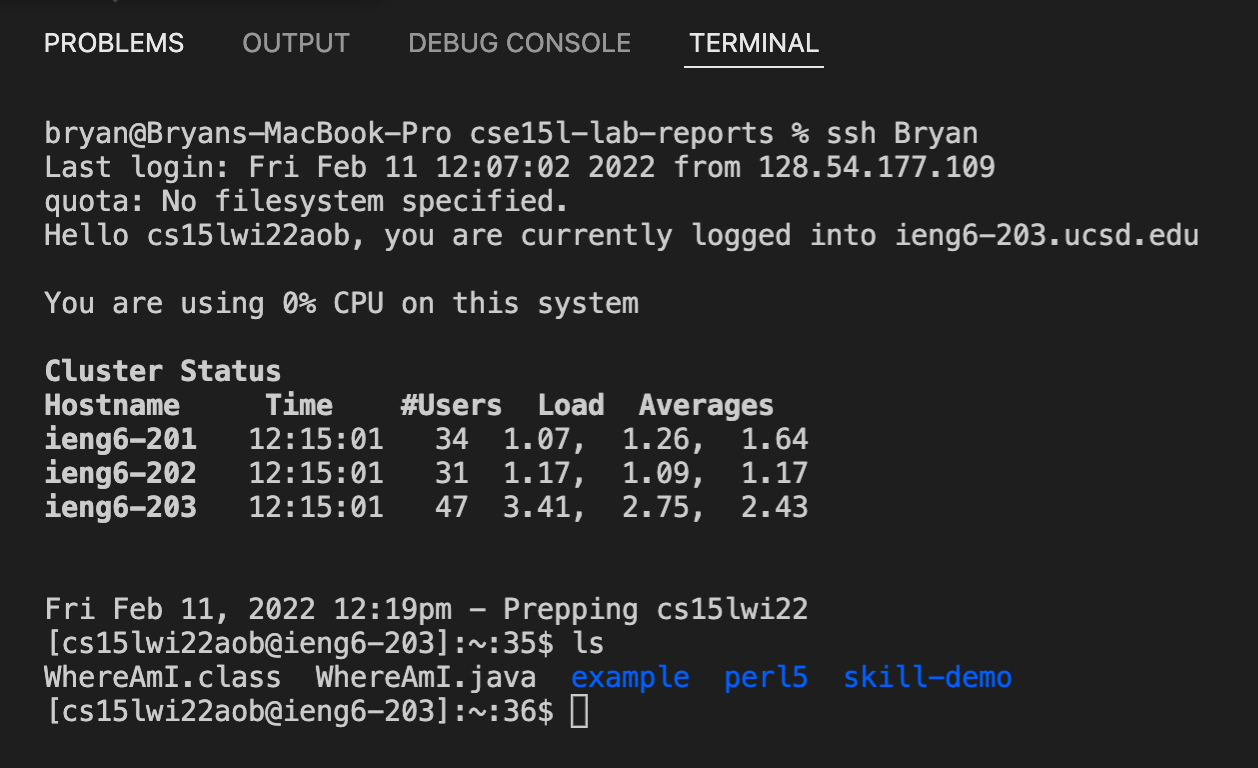 PROBLEMS OUTPUT DEBUG CONSOLE TERMINAL
bryan@Bryans-MacBook-Pro cse15l-lab-reports % ssh Bryan
Last login: Fri Feb 11 12:07:02 2022 from 128.54.177.109
quota: No filesystem specified.
Hello cs15lwi22aob, you are currently logged into ieng6-203.ucsd.edu
You are using 0% CPU on this system
Cluster Status
Hostname Time #Users Load Averages
ieng6-201 12:15:01 34 1.07, 1.26, 1.64
ieng6-202 12:15:01 31 1.17, 1.09, 1.17
ieng6-203 12:15:01 47 3.41, 2.75, 2.43
Fri Feb 11, 2022 12:19pm - Prepping cs15lwi22
[cs15lwi22aob@ieng6-203]:~:35$ ls
WhereAmI.class WhereAmI.java example perl5 skill-demo
[cs15lwi22aob@ieng6-203]:~:36$